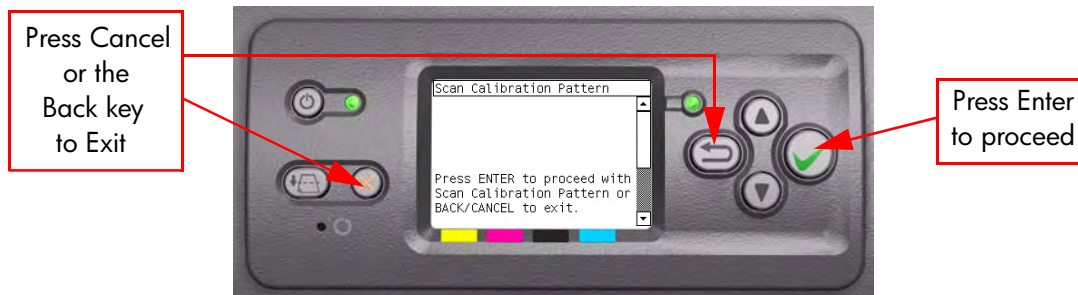 Press Cancel
or the
Back key
to Exit
Scan Calibration Pattern
Press ENTER to proceed with
Scan Calibration Pattern or
BACK/CANCEL to exit.
Press Enter
to proceed